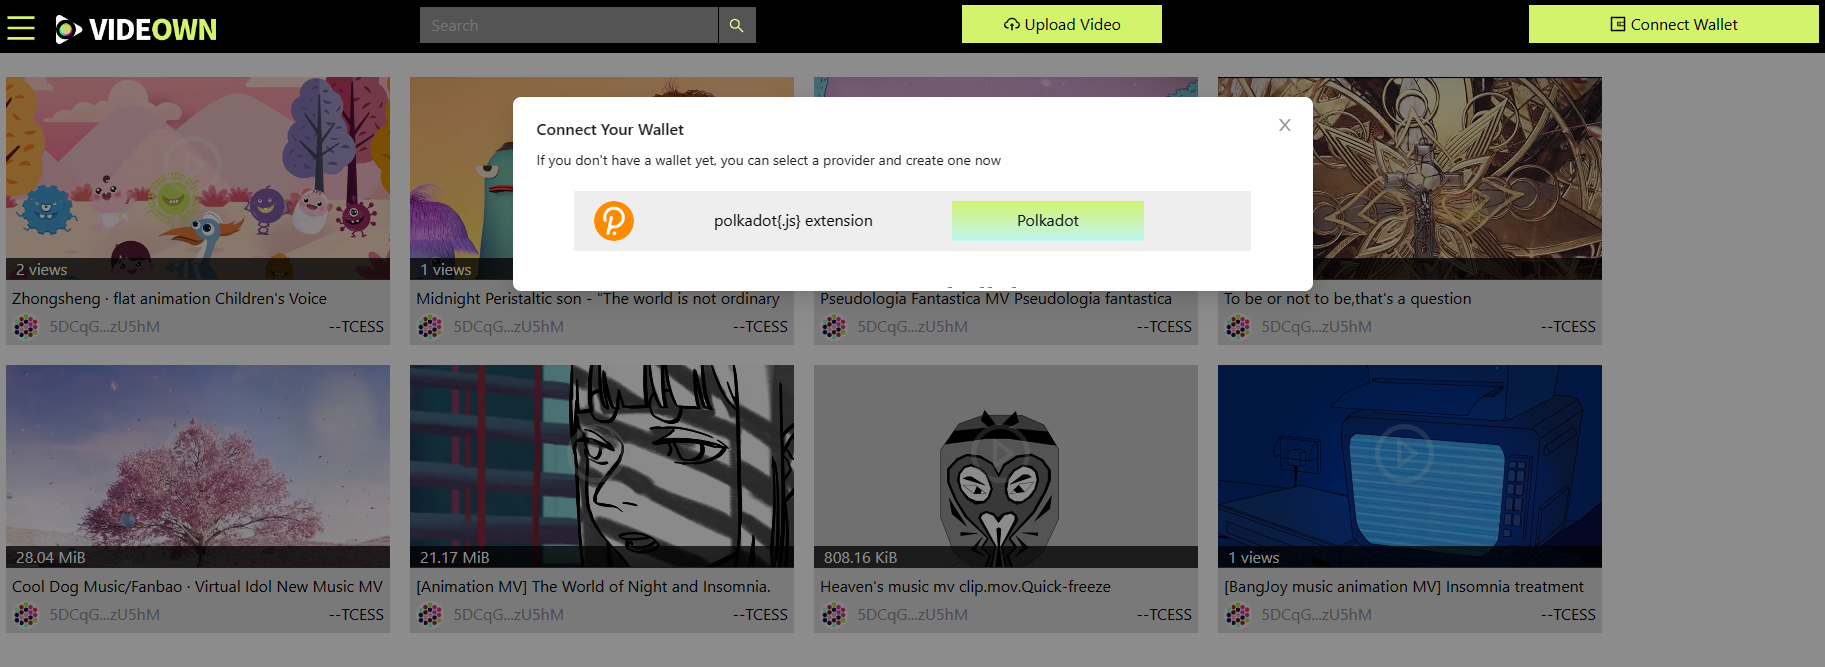 VIDEOWN
Search
Upload Video
Connect Wallet
Connect Your Wallet
If you don't have a wallet yet, you can select a provider and create one now
polkadot{.js} extension
Polkadot
2 views
1 views
Zhongsheng · flat animation Children's Voice
Midnight Peristaltic son - "The world is not ordinary
Pseudologia Fantastica MV Pseudologia fantastica
To be or not to be,that's a question
5DCqG...zU5hM
--TCESS
5DCqG...zU5hM
--TCESS
5DCqG...zU5hM
--TCESS
5DCqG...zU5hM
--TCESS
28.04 MiB
21.17 MiB
808.16 KiB
1 views
Cool Dog Music/Fanbao · Virtual Idol New Music MV
[Animation MV] The World of Night and Insomnia.
Heaven's music mv clip.mov.Quick-freeze
[BangJoy music animation MV] Insomnia treatment
5DCqG...zU5hM
--TCESS
5DCqG...zU5hM
--TCESS
5DCqG...zU5hM
--TCESS
5DCqG...zU5hM
--TCESS